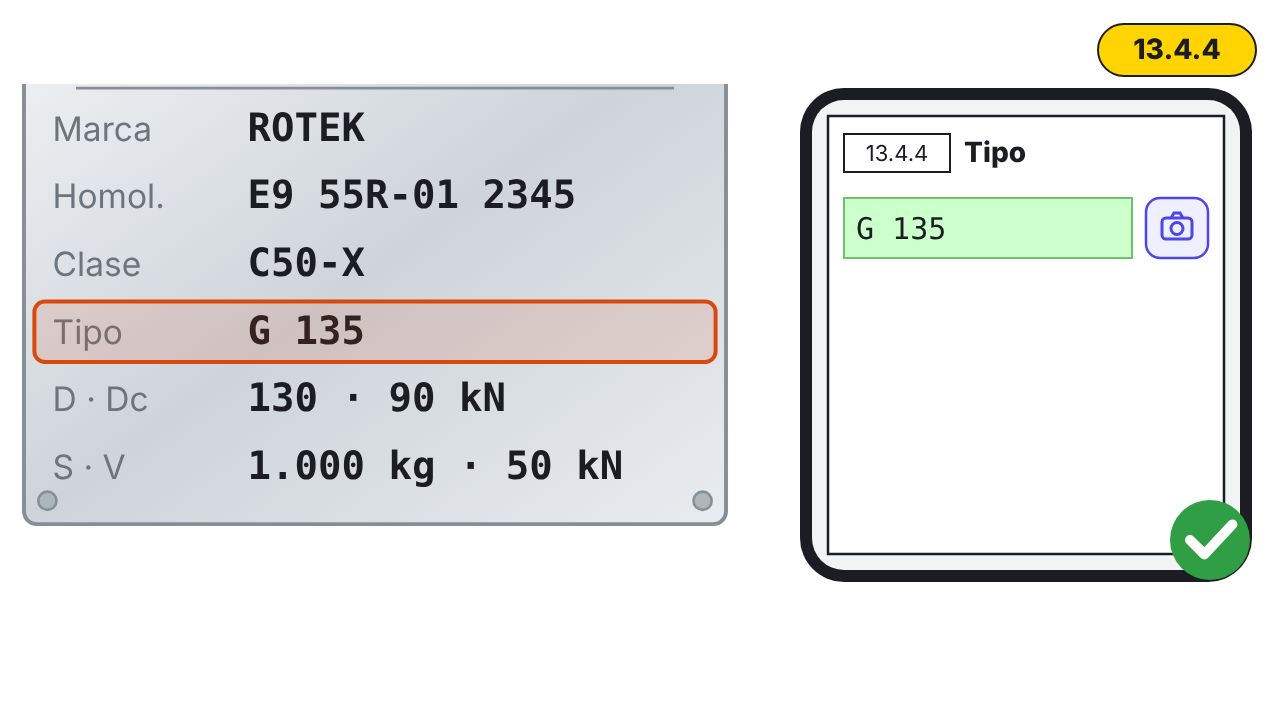 13.4.4
Marca ROTEK
Homol. E9 55R-01 2345
Clase C50-X
Tipo G 135
D · Dc 130 · 90 kN
S · V 1.000 kg · 50 kN
13.4.4 Tipo
G 135